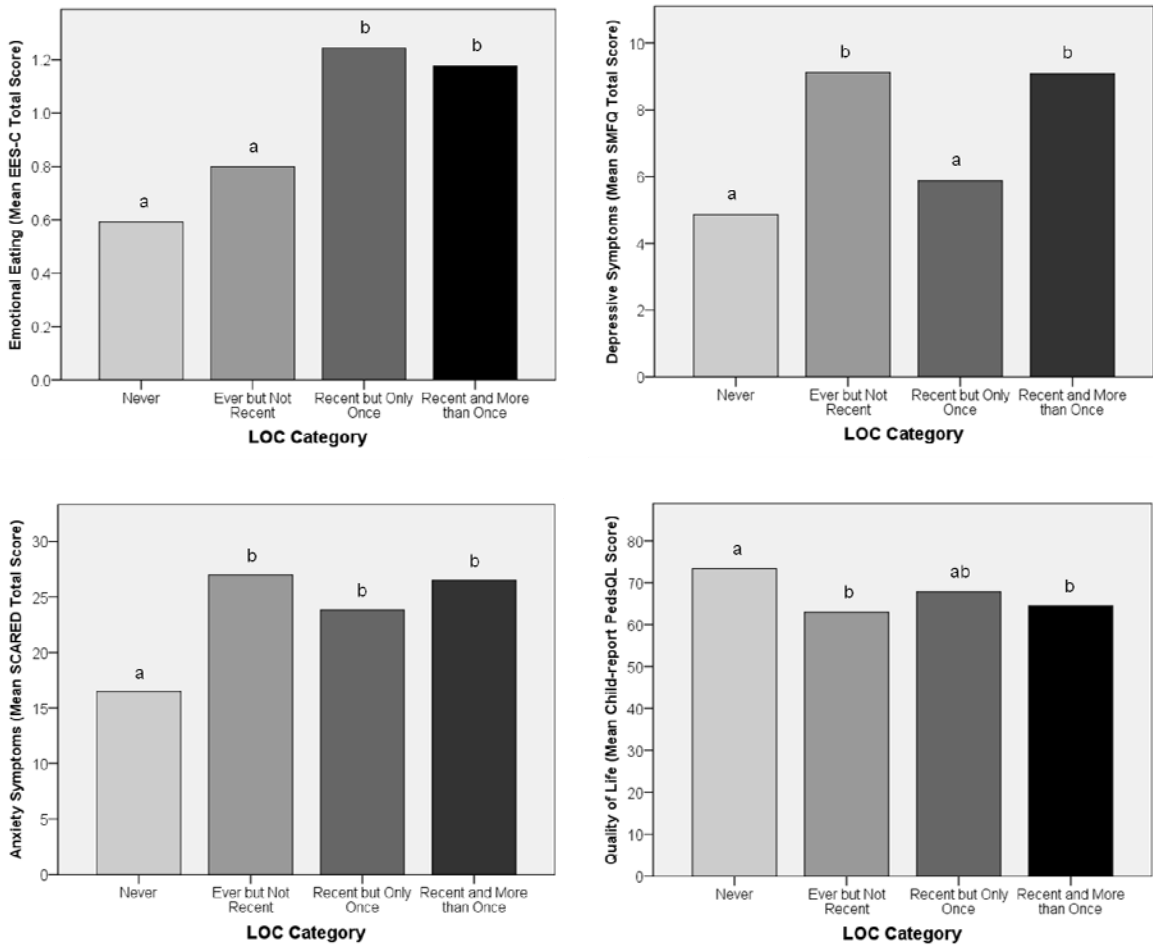 Emotional Eating (Mean EES-C Total Score)
1.2
1.0
0.8
0.6
0.4
0.2
0.0
a
a
b
b
Never
Ever but Not
Recent
Recent but Only
Once
Recent and More
than Once
LOC Category
Depressive Symptoms (Mean SMFQ Total Score)
10
8
6
4
2
0
a
b
a
b
Never
Ever but Not
Recent
Recent but Only
Once
Recent and More
than Once
LOC Category
Anxiety Symptoms (Mean SCARED Total Score)
30
25
20
15
10
5
0
a
b
b
b
Never
Ever but Not
Recent
Recent but Only
Once
Recent and More
than Once
LOC Category
Quality of Life (Mean Child-report PedsQL Score)
80
70
60
50
40
30
20
10
0
a
b
ab
b
Never
Ever but Not
Recent
Recent but Only
Once
Recent and More
than Once
LOC Category